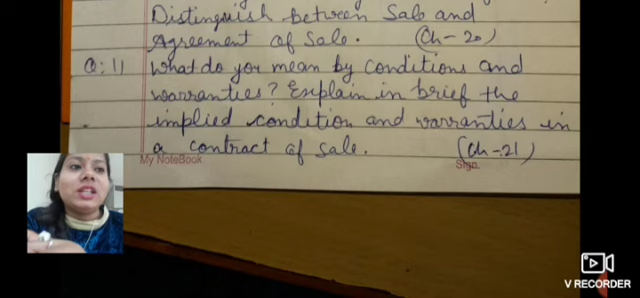 Distinguish between Sale and
Agreement of Sale. (Ch-20)
Q:11 What do you mean by conditions and
warranties? Explain in brief the
implied condition and warranties in
a contract of sale. (Ch-21)
My NoteBook Sign.
V RECORDER